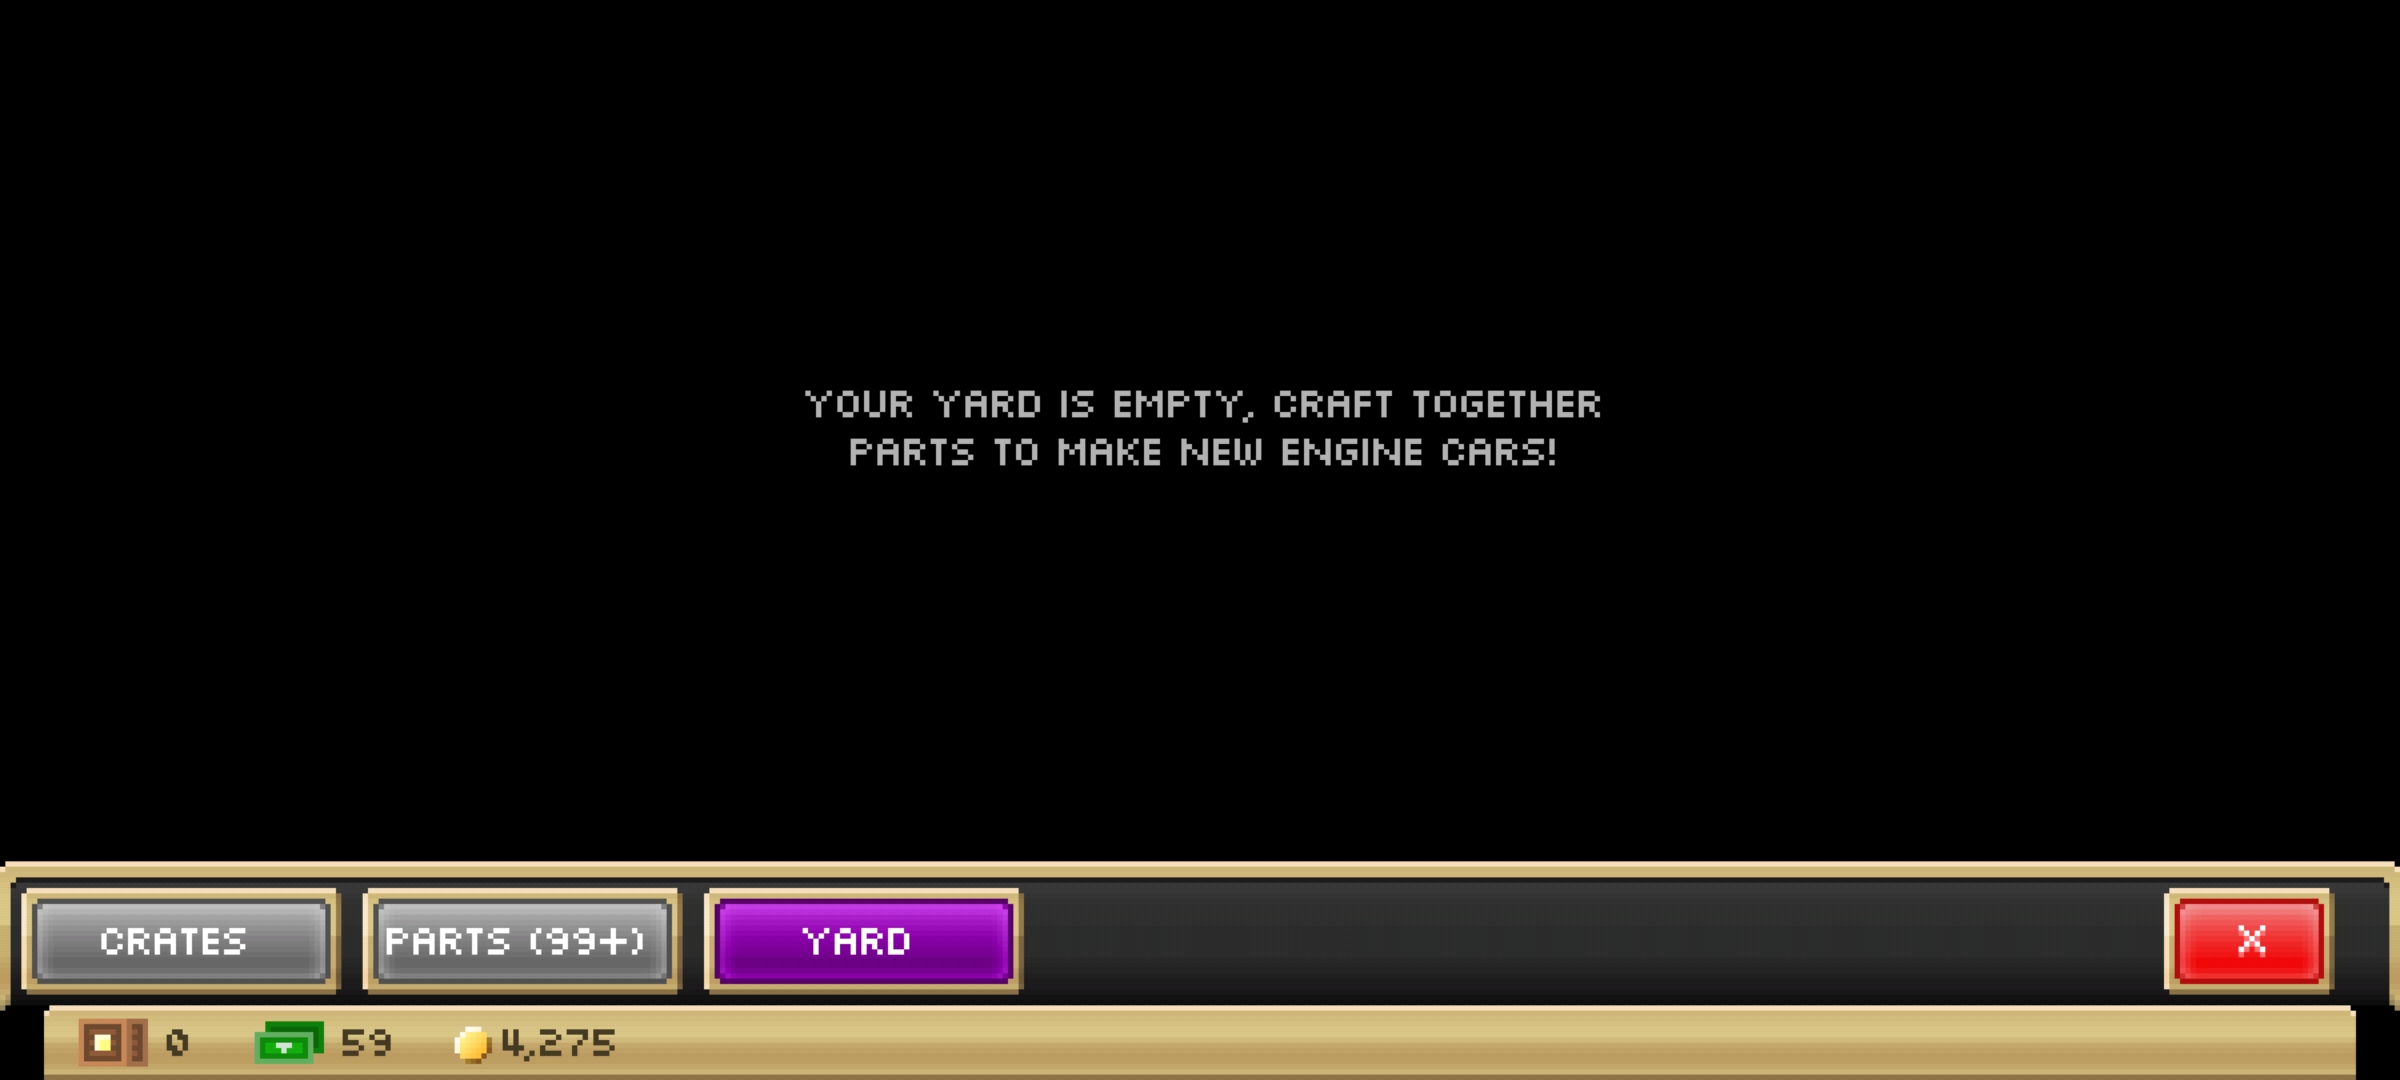 YOUR YARD IS EMPTY, CRAFT TOGETHER
PARTS TO MAKE NEW ENGINE CARS!
CRATES
PARTS (99+)
YARD
X
0
59
4,275